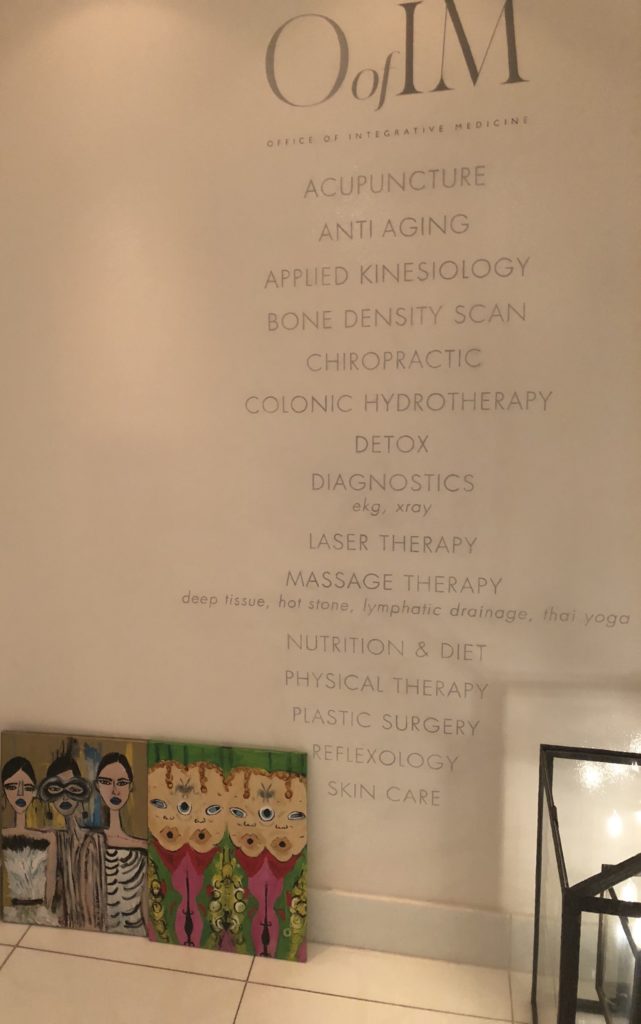 OofIM
OFFICE OF INTEGRATIVE MEDICINE
ACUPUNCTURE
ANTI AGING
APPLIED KINESIOLOGY
BONE DENSITY SCAN
CHIROPRACTIC
COLONIC HYDROTHERAPY
DETOX
DIAGNOSTICS
ekg, xray
LASER THERAPY
MASSAGE THERAPY
deep tissue, hot stone, lymphatic drainage, thai yoga
NUTRITION & DIET
PHYSICAL THERAPY
PLASTIC SURGERY
REFLEXOLOGY
SKIN CARE